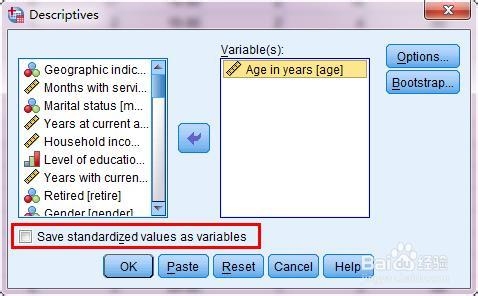 Descriptives
Variable(s):
Geographic indic...
Months with servi...
Marital status [m...
Years at current a...
Household inco...
Level of educatio...
Years with curren...
Retired [retire]
Gender [gender]
Age in years [age]
Options...
Bootstrap...
Save standardized values as variables
OK
Paste
Reset
Cancel
Help
Bai 经验